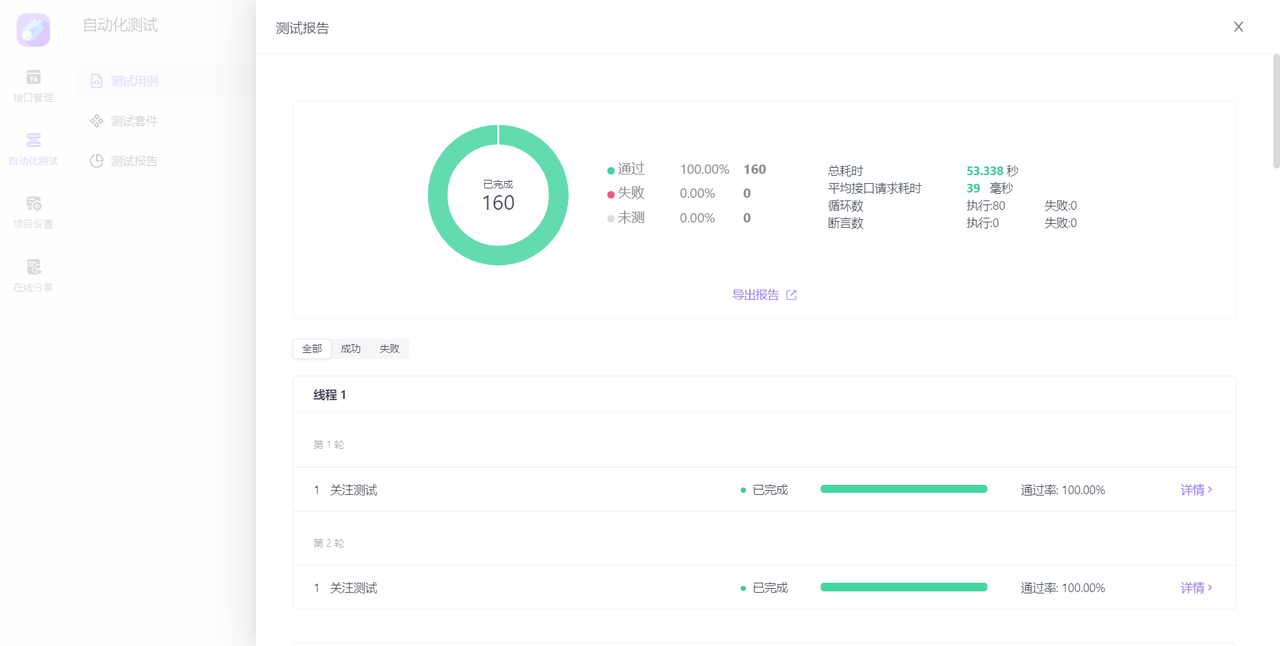 自动化测试
接口管理
自动化测试
项目设置
在线分享
测试用例
测试套件
测试报告
测试报告
已完成
160
通过 100.00% 160
失败 0.00% 0
未测 0.00% 0
总耗时 53.338 秒
平均接口请求耗时 39 毫秒
循环数 执行:80 失败:0
断言数 执行:0 失败:0
导出报告
全部 成功 失败
线程 1
第 1 轮
1 关注测试 已完成 通过率: 100.00% 详情
第 2 轮
1 关注测试 已完成 通过率: 100.00% 详情